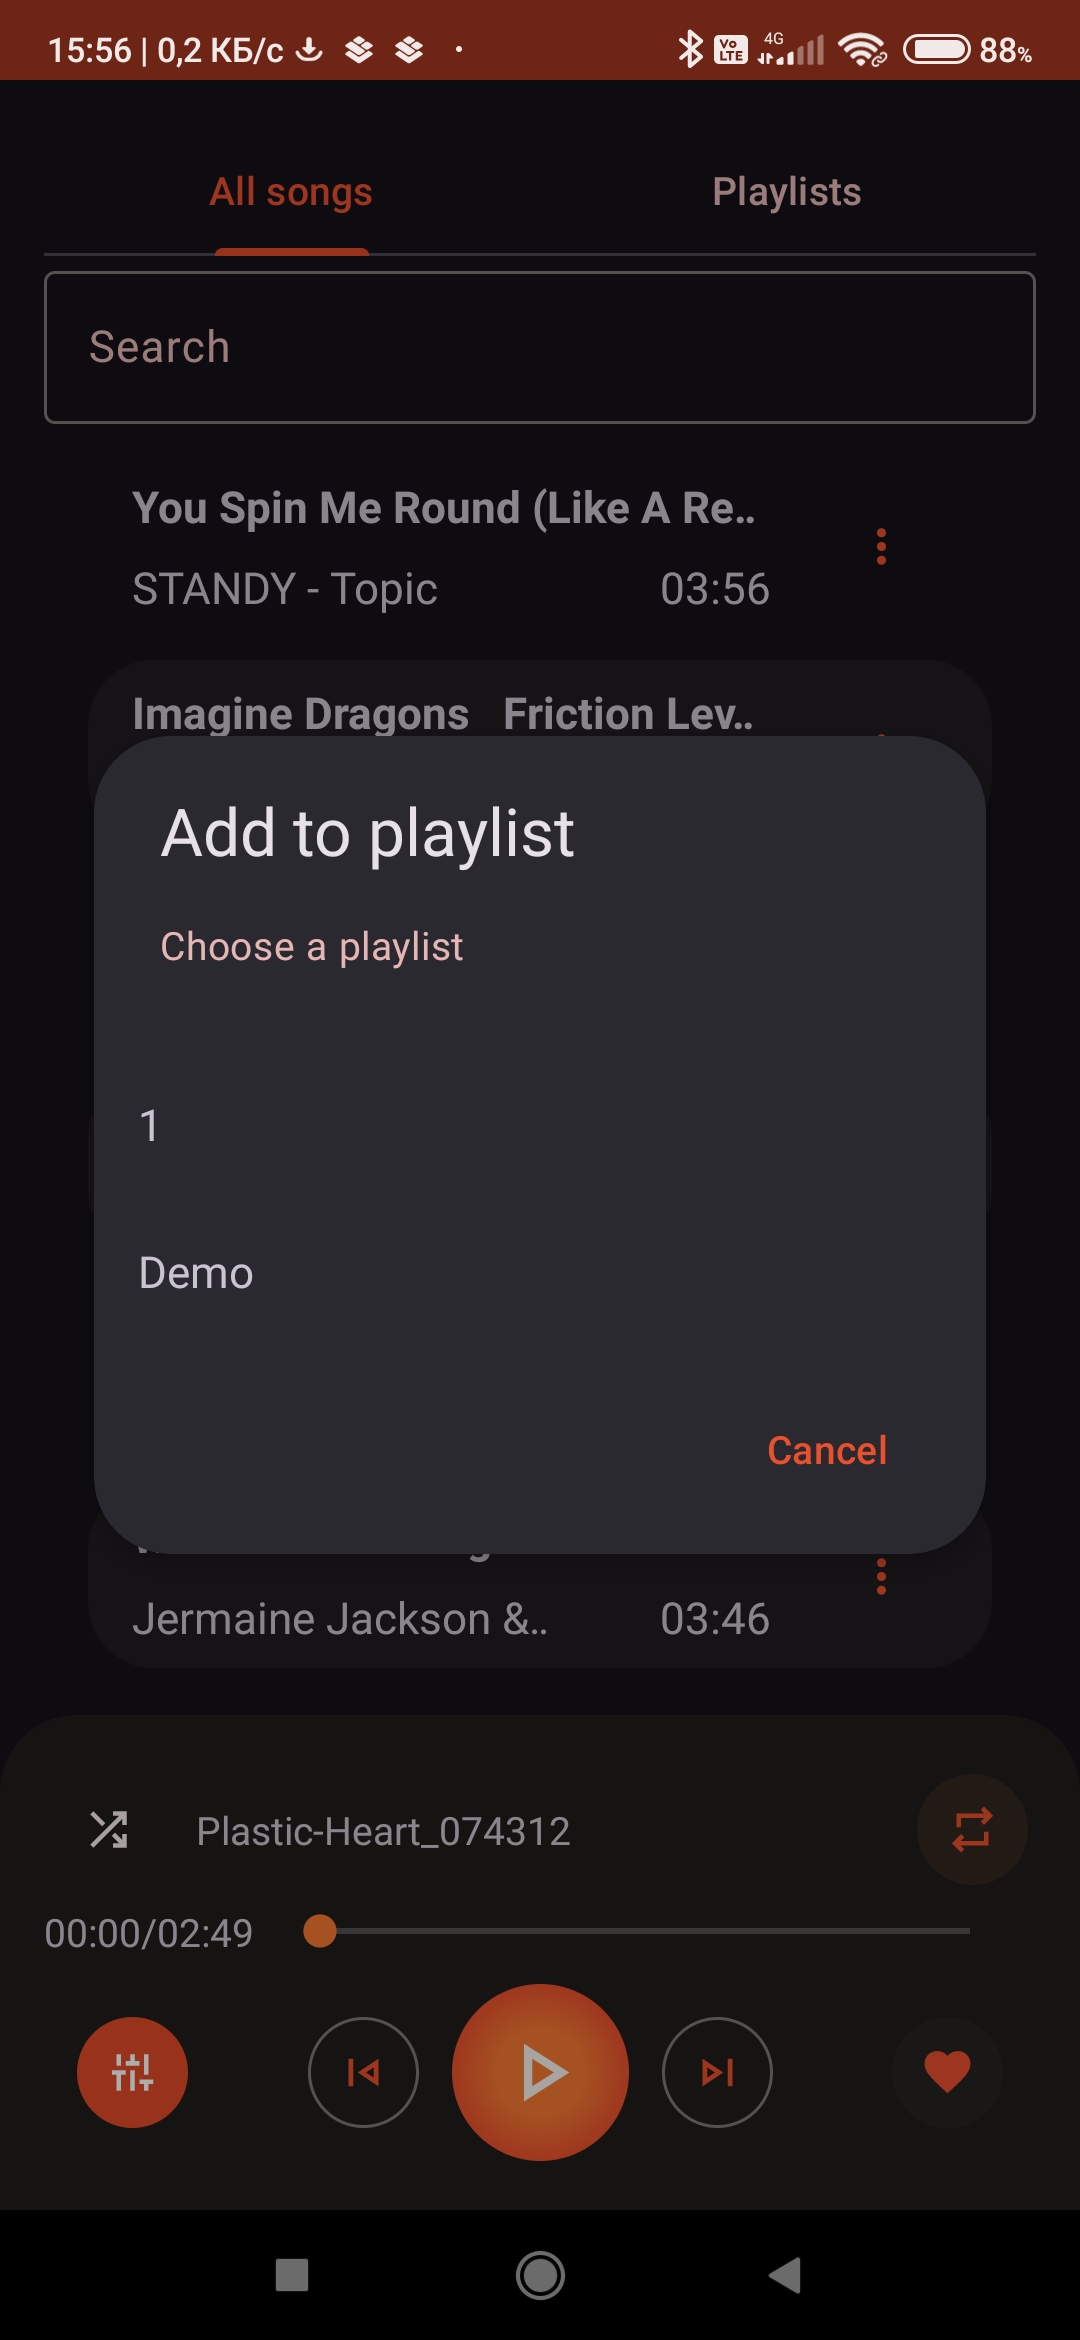 15:56 | 0,2 КБ/с
Vo LTE 4G 88%
All songs Playlists
Search
You Spin Me Round (Like A Re..
STANDY - Topic 03:56
Imagine Dragons Friction Lev..
Add to playlist
Choose a playlist
1
Demo
Cancel
Jermaine Jackson &.. 03:46
Plastic-Heart_074312
00:00/02:49